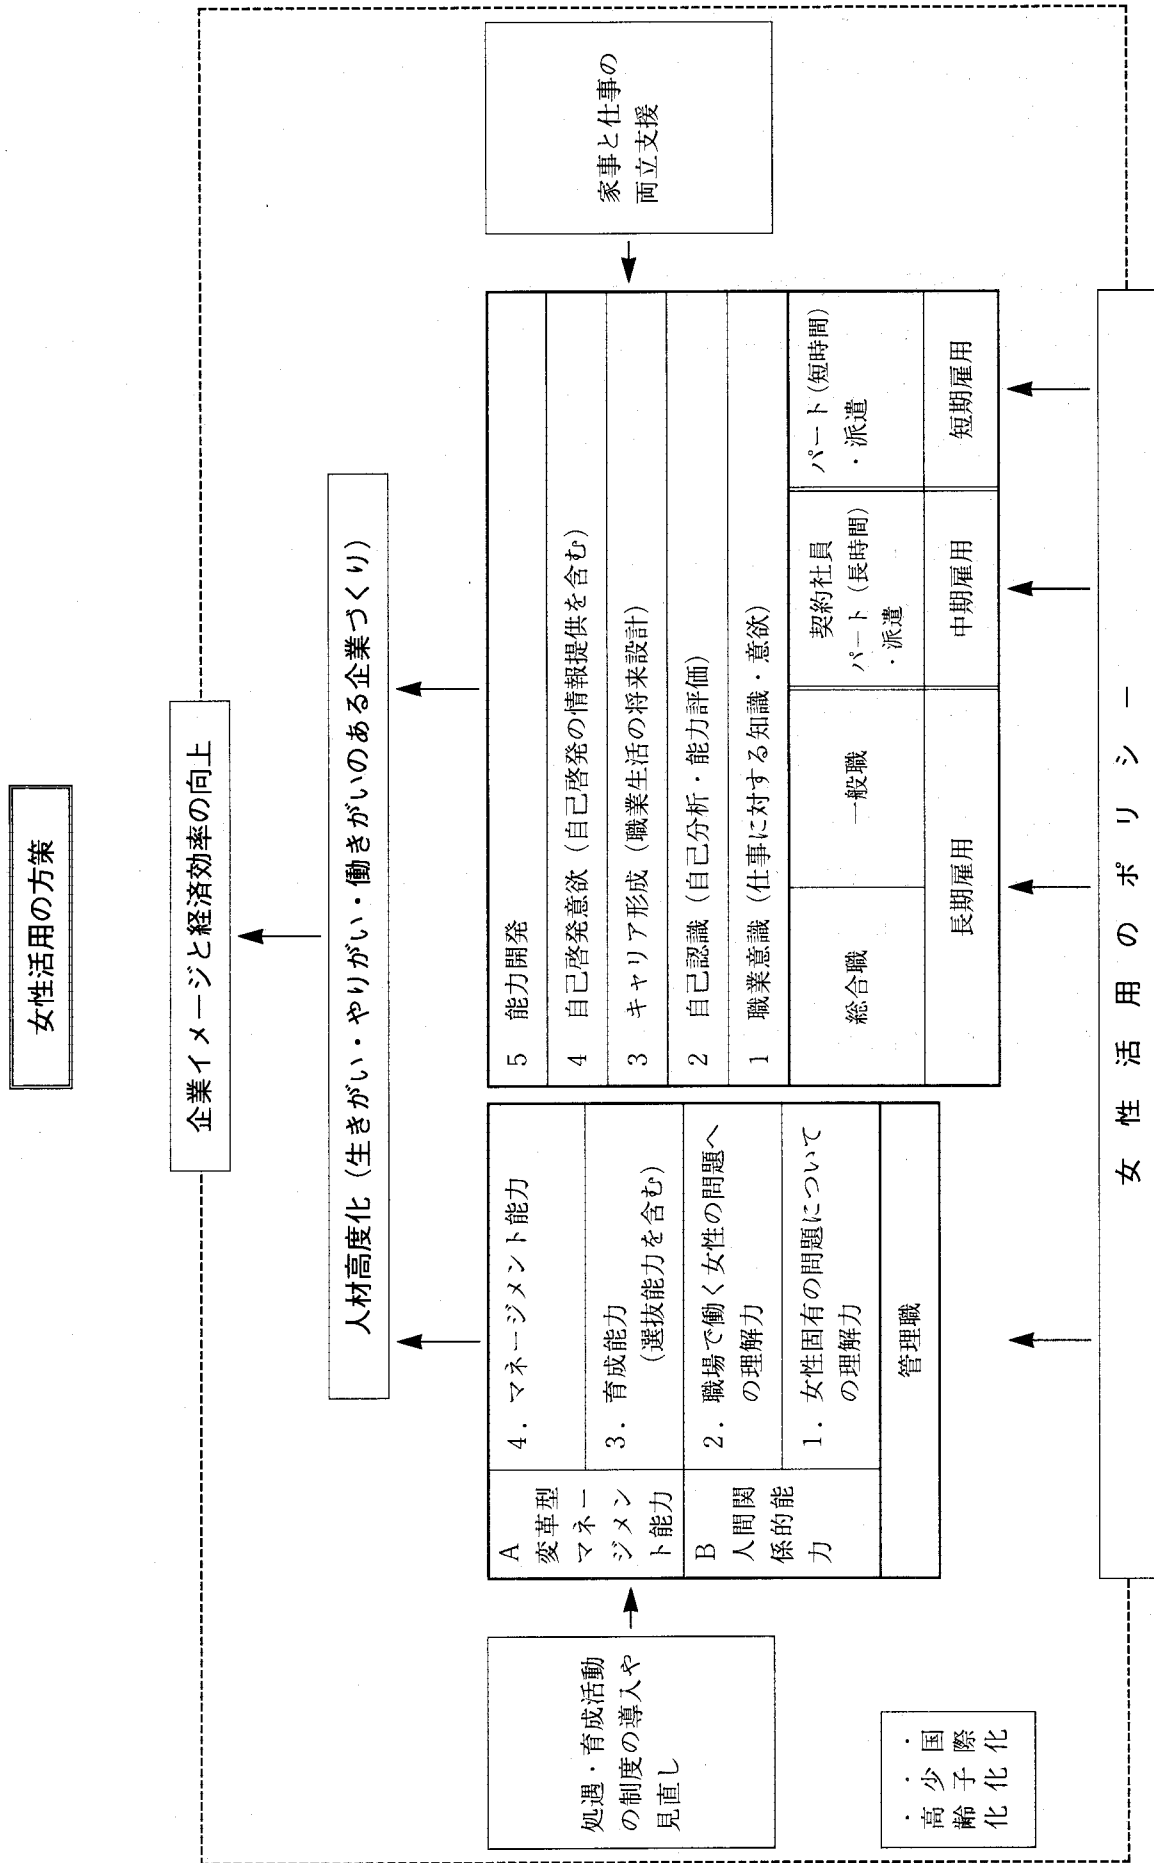 女性活用の方策
企業イメージと経済効率の向上
人材高度化（生きがい・やりがい・働きがいのある企業づくり）
処遇・育成活動
の制度の導入や
見直し
A
変革型
マネー
ジメン
ト能力
4．マネージメント能力
3．育成能力
（選抜能力を含む）
B
人間関
係的能
力
2．職場で働く女性の問題へ
の理解力
1．女性固有の問題について
の理解力
管理職
5　能力開発
4　自己啓発意欲（自己啓発の情報提供を含む）
3　キャリア形成（職業生活の将来設計）
2　自己認識（自己分析・能力評価）
1　職業意識（仕事に対する知識・意欲）
総合職
一般職
契約社員
パート（長時間）
・派遣
パート（短時間）
・派遣
長期雇用
中期雇用
短期雇用
家事と仕事の
両立支援
・国際化
・少子化
・高齢化
女性活用のポリシー